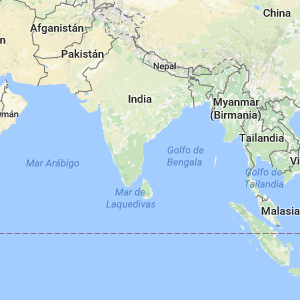 China
Afganistán
Pakistán
Nepal
India
Myanmar
(Birmania)
mán
Tailandia
Golfo de
Bengala
Mar Arábigo
Vi
Golfo de
Tailandia
Mar de
Laquedivas
Malasia